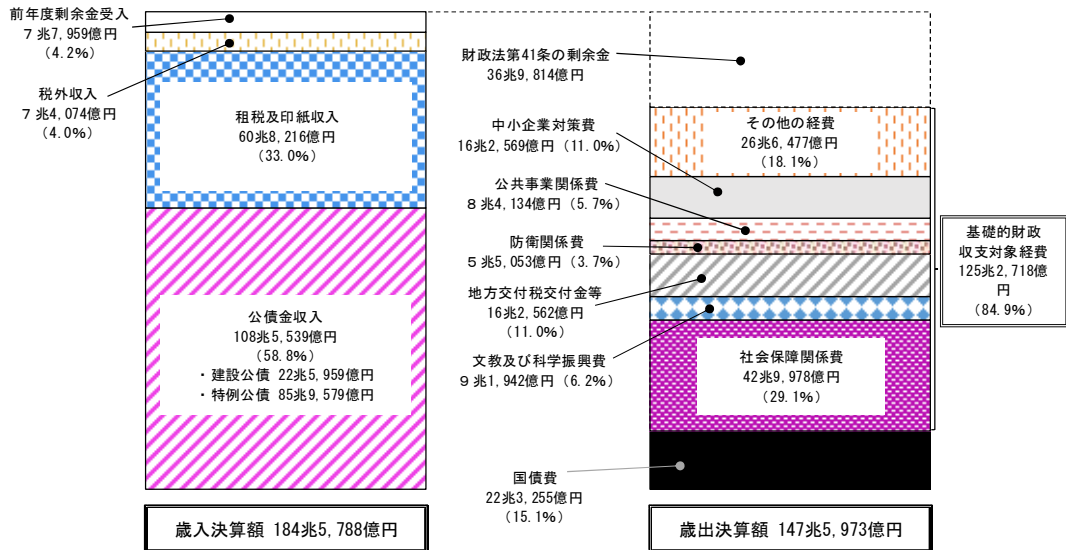 前年度剰余金受入
7兆7,959億円
(4.2%)
税外収入
7兆4,074億円
(4.0%)
租税及印紙収入
60兆8,216億円
(33.0%)
公債金収入
108兆5,539億円
(58.8%)
・建設公債 22兆5,959億円
・特例公債 85兆9,579億円
歳入決算額 184兆5,788億円
財政法第41条の剰余金
36兆9,814億円
その他の経費
26兆6,477億円
(18.1%)
中小企業対策費
16兆2,569億円 (11.0%)
公共事業関係費
8兆4,134億円 (5.7%)
防衛関係費
5兆5,053億円 (3.7%)
地方交付税交付金等
16兆2,562億円
(11.0%)
文教及び科学振興費
9兆1,942億円 (6.2%)
社会保障関係費
42兆9,978億円
(29.1%)
国債費
22兆3,255億円
(15.1%)
基礎的財政
収支対象経費
125兆2,718億
円
(84.9%)
歳出決算額 147兆5,973億円